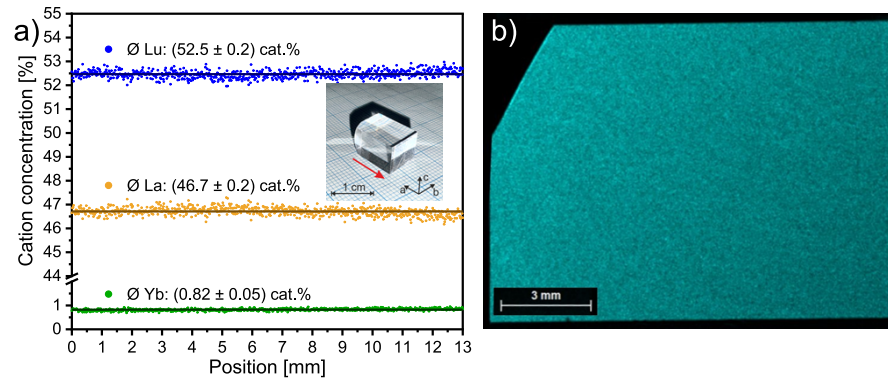 a)
Cation concentration [%]
55
54
53
52
51
50
49
48
47
46
44
1
0
Ø Lu: (52.5 ± 0.2) cat.%
Ø La: (46.7 ± 0.2) cat.%
Ø Yb: (0.82 ± 0.05) cat.%
1 cm
a
c
b
0 1 2 3 4 5 6 7 8 9 10 11 12 13
Position [mm]
b)
3 mm